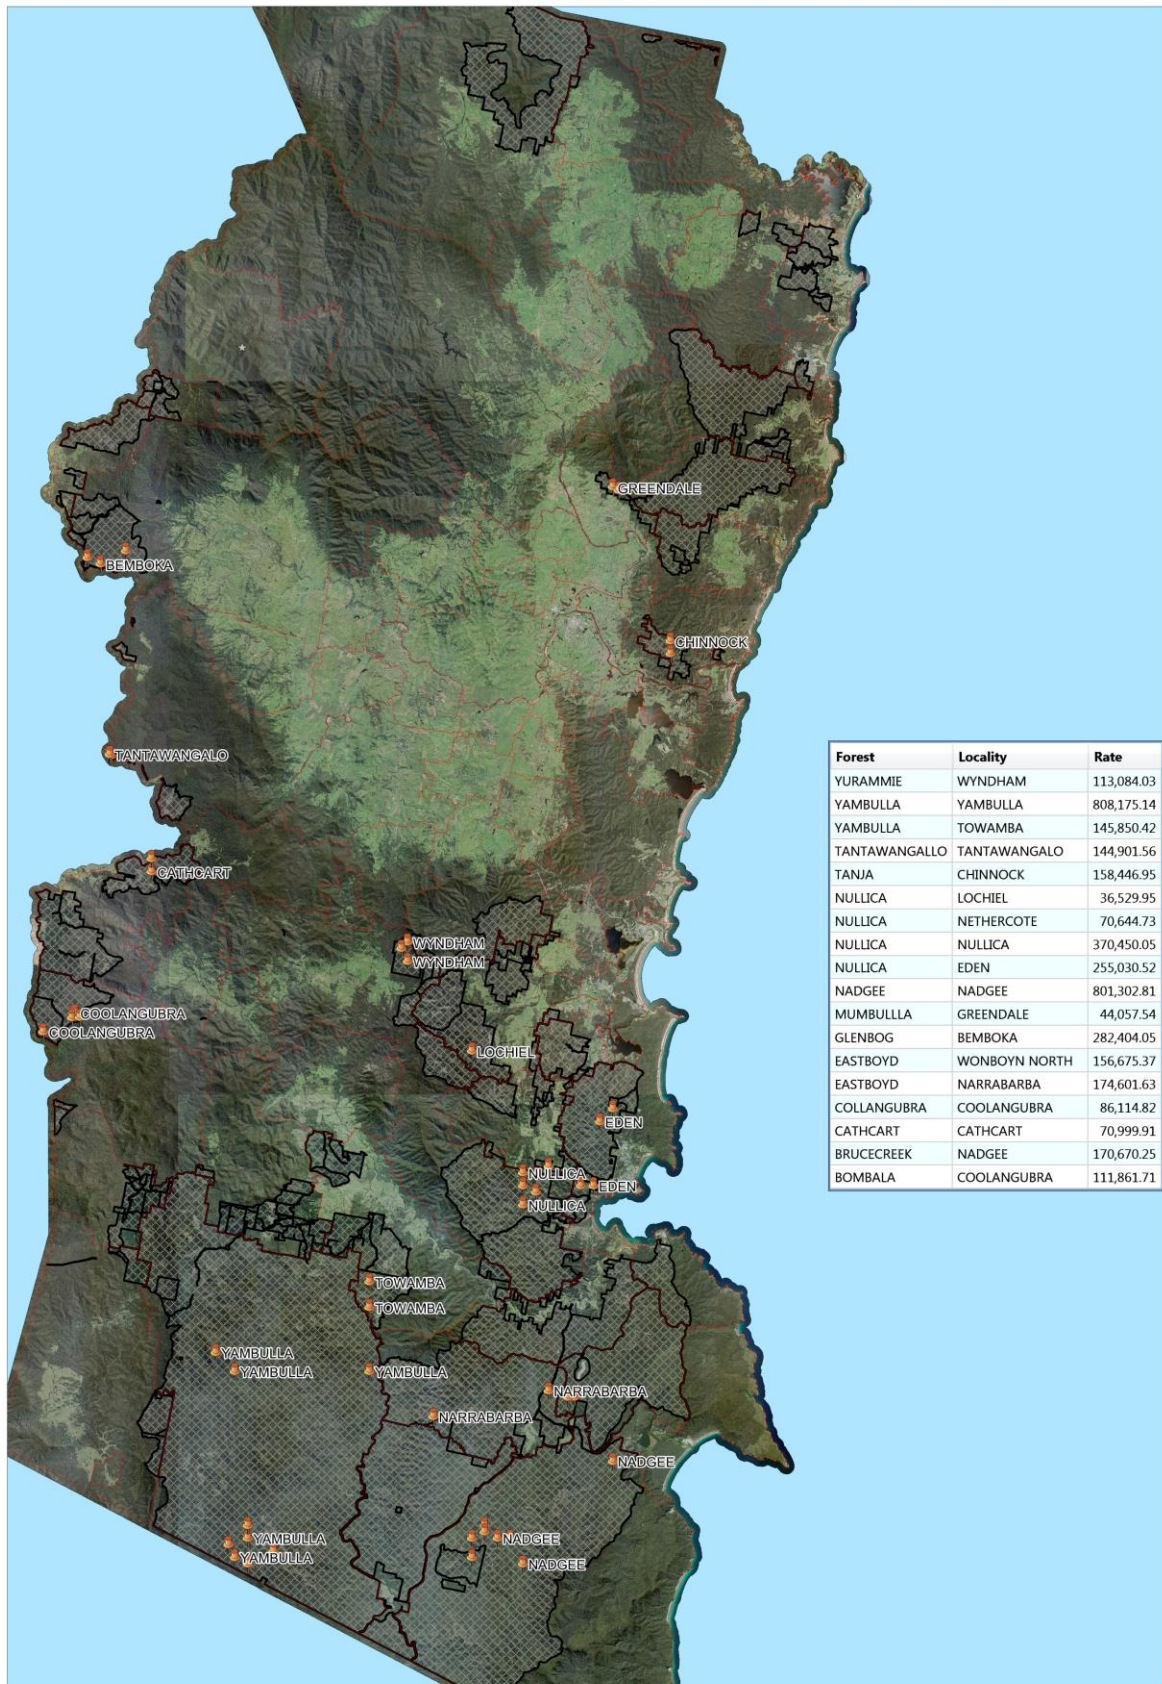 GREENDALE
BEMBOKA
CHINNOCK
TANTAWANGALO
CATHCART
WYNDHAM
WYNDHAM
COOLANGUBRA
COOLANGUBRA
LOCHIEL
EDEN
NULLICA
EDEN
NULLICA
TOWAMBA
TOWAMBA
YAMBULLA
YAMBULLA
YAMBULLA
NARRABARBA
NARRABARBA
NADGEE
YAMBULLA
NADGEE
YAMBULLA
NADGEE
Forest Locality Rate
YURAMMIE WYNDHAM 113,084.03
YAMBULLA YAMBULLA 808,175.14
YAMBULLA TOWAMBA 145,850.42
TANTAWANGALLO TANTAWANGALO 144,901.56
TANJA CHINNOCK 158,446.95
NULLICA LOCHIEL 36,529.95
NULLICA NETHERCOTE 70,644.73
NULLICA NULLICA 370,450.05
NULLICA EDEN 255,030.52
NADGEE NADGEE 801,302.81
MUMBULLLA GREENDALE 44,057.54
GLENBOG BEMBOKA 282,404.05
EASTBOYD WONBOYN NORTH 156,675.37
EASTBOYD NARRABARBA 174,601.63
COLLANGUBRA COOLANGUBRA 86,114.82
CATHCART CATHCART 70,999.91
BRUCECREEK NADGEE 170,670.25
BOMBALA COOLANGUBRA 111,861.71